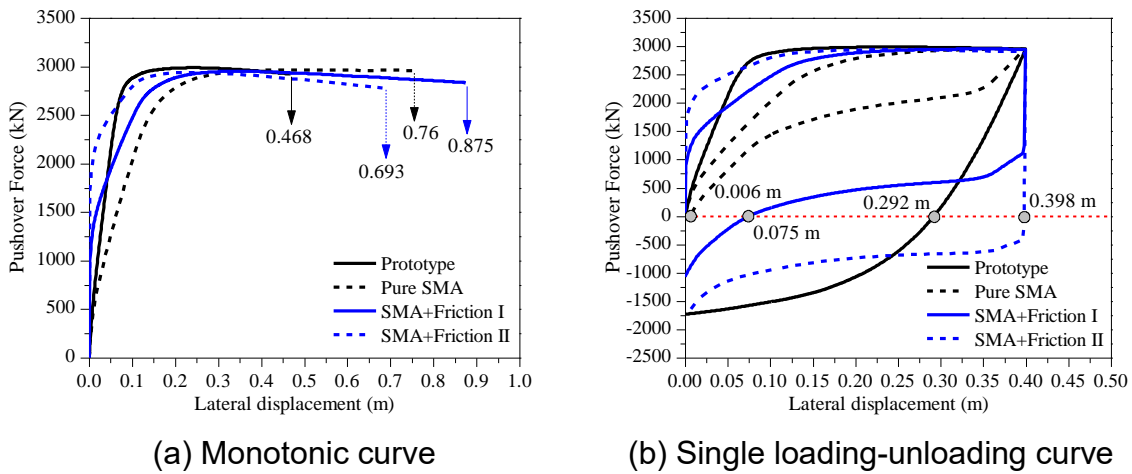 3500
3000
2500
2000
1500
1000
500
0
Pushover Force (kN)
0.468
0.76
0.693
0.875
Prototype
Pure SMA
SMA+Friction I
SMA+Friction II
0.0 0.1 0.2 0.3 0.4 0.5 0.6 0.7 0.8 0.9 1.0
Lateral displacement (m)
(a) Monotonic curve
3500
3000
2500
2000
1500
1000
500
0
-500
-1000
-1500
-2000
-2500
Pushover Force (kN)
0.006 m
0.075 m
0.292 m
0.398 m
Prototype
Pure SMA
SMA+Friction I
SMA+Friction II
0.00 0.05 0.10 0.15 0.20 0.25 0.30 0.35 0.40 0.45 0.50
Lateral displacement (m)
(b) Single loading-unloading curve